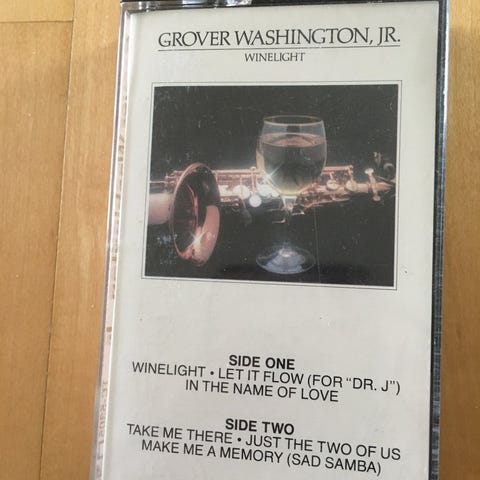 GROVER WASHINGTON, JR.
WINELIGHT
SIDE ONE
WINELIGHT • LET IT FLOW (FOR "DR. J")
IN THE NAME OF LOVE
SIDE TWO
TAKE ME THERE • JUST THE TWO OF US
MAKE ME A MEMORY (SAD SAMBA)